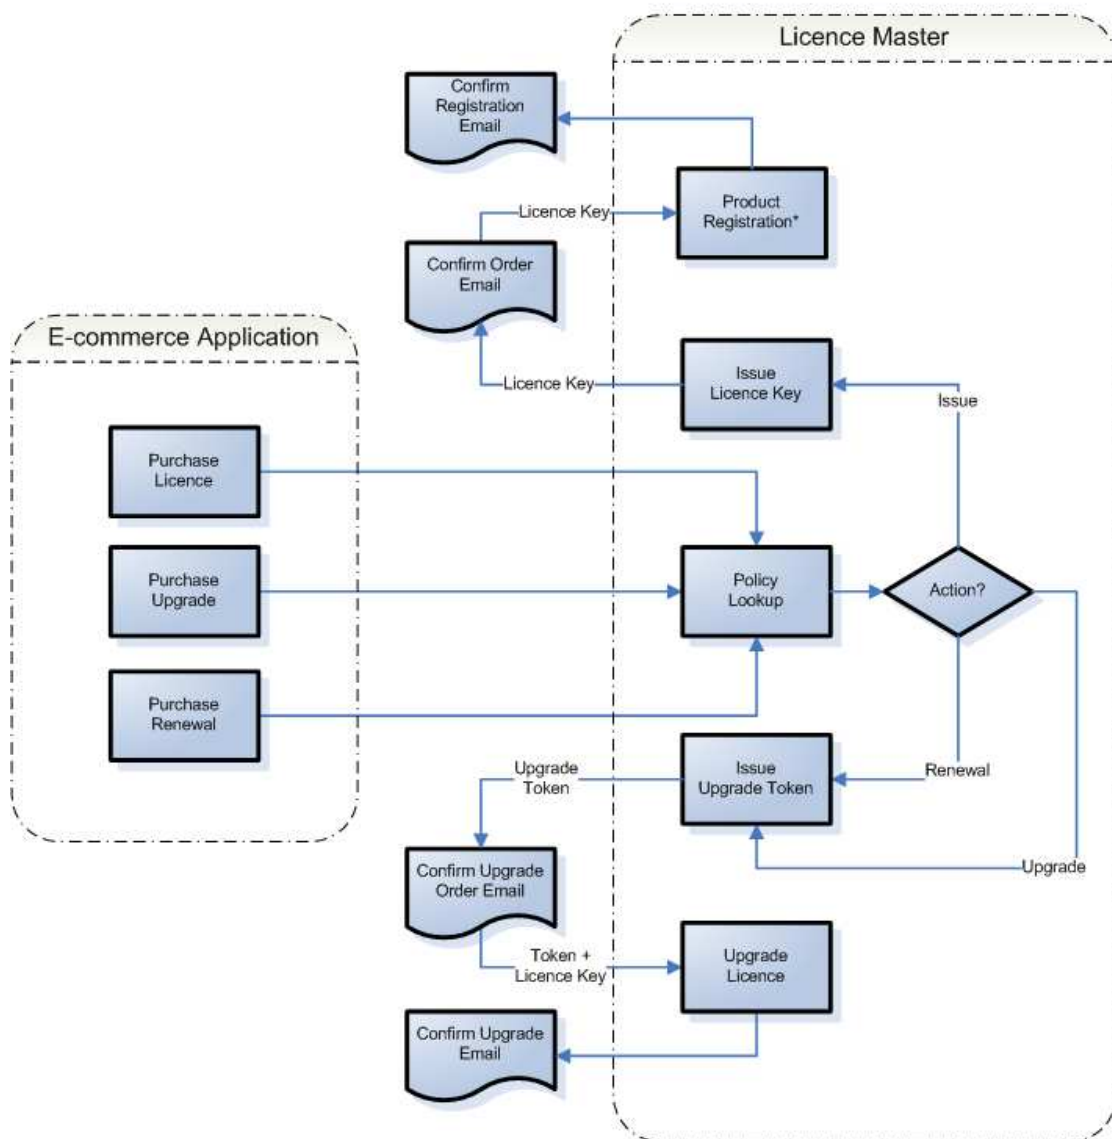 Licence Master
Confirm
Registration
Email
Product
Registration*
Licence Key
Confirm Order
Email
E-commerce Application
Issue
Licence Key
Licence Key
Issue
Purchase
Licence
Purchase
Upgrade
Policy
Lookup
Action?
Purchase
Renewal
Issue
Upgrade Token
Renewal
Upgrade
Token
Upgrade
Confirm Upgrade
Order Email
Token +
Licence Key
Upgrade
Licence
Confirm Upgrade
Email